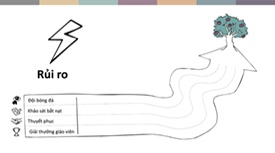 Rủi ro
Đội bóng đá
Khảo sát bắt nạt
Thuyết phục
Giải thưởng giáo viên